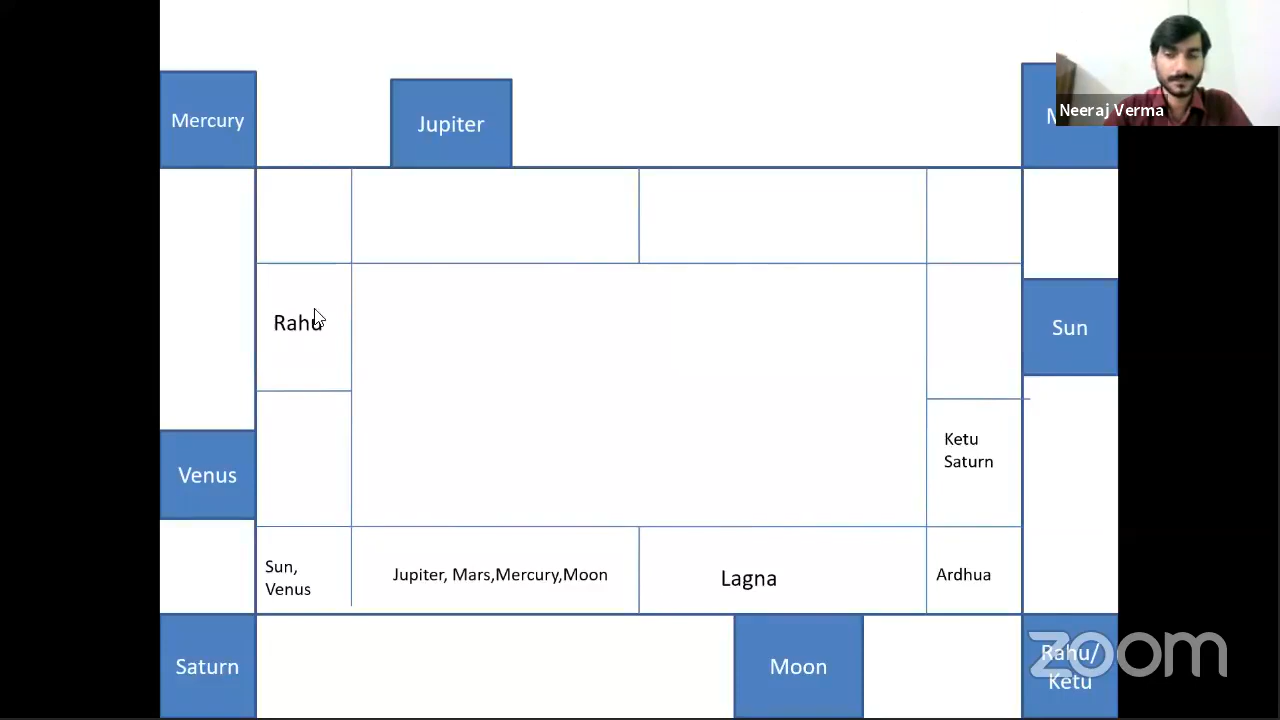 Mercury
Jupiter
Neeraj Verma
Rahu
Sun
Ketu
Saturn
Venus
Sun,
Venus
Jupiter, Mars,Mercury,Moon
Lagna
Ardhua
Saturn
Moon
Rahu/
Ketu
zoom